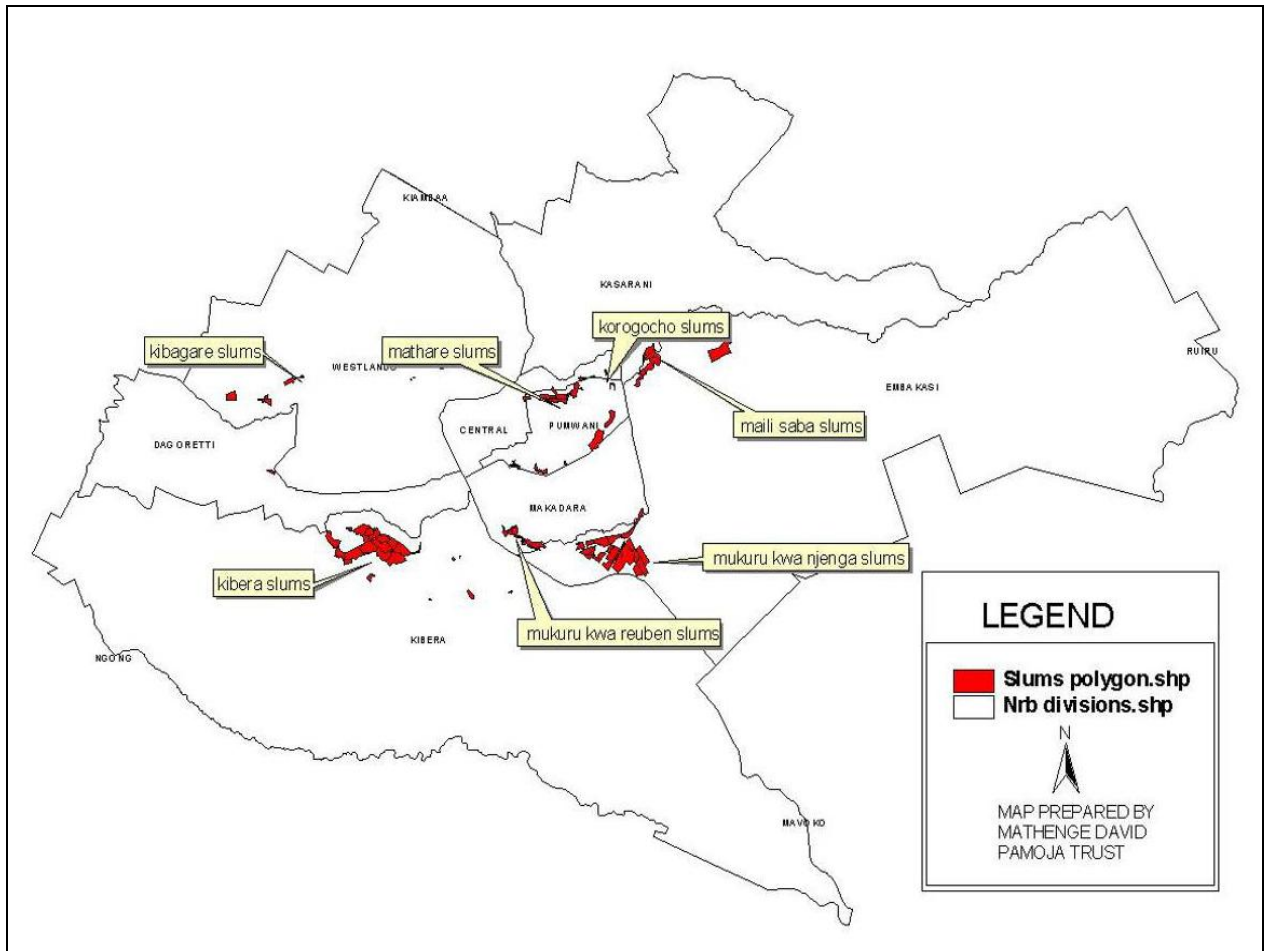 KIAMBAA
KASARANI
korogocho slums
kibagare slums
mathare slums
WESTLANDS
RUIRU
EMBAKASI
maili saba slums
CENTRAL
PUMWANI
DAGORETTI
MAKADARA
mukuru kwa njenga slums
kibera slums
mukuru kwa reuben slums
KIBERA
NGONG
MAVOKO
LEGEND
Slums polygon.shp
Nrb divisions.shp
N
MAP PREPARED BY
MATHENGE DAVID
PAMOJA TRUST